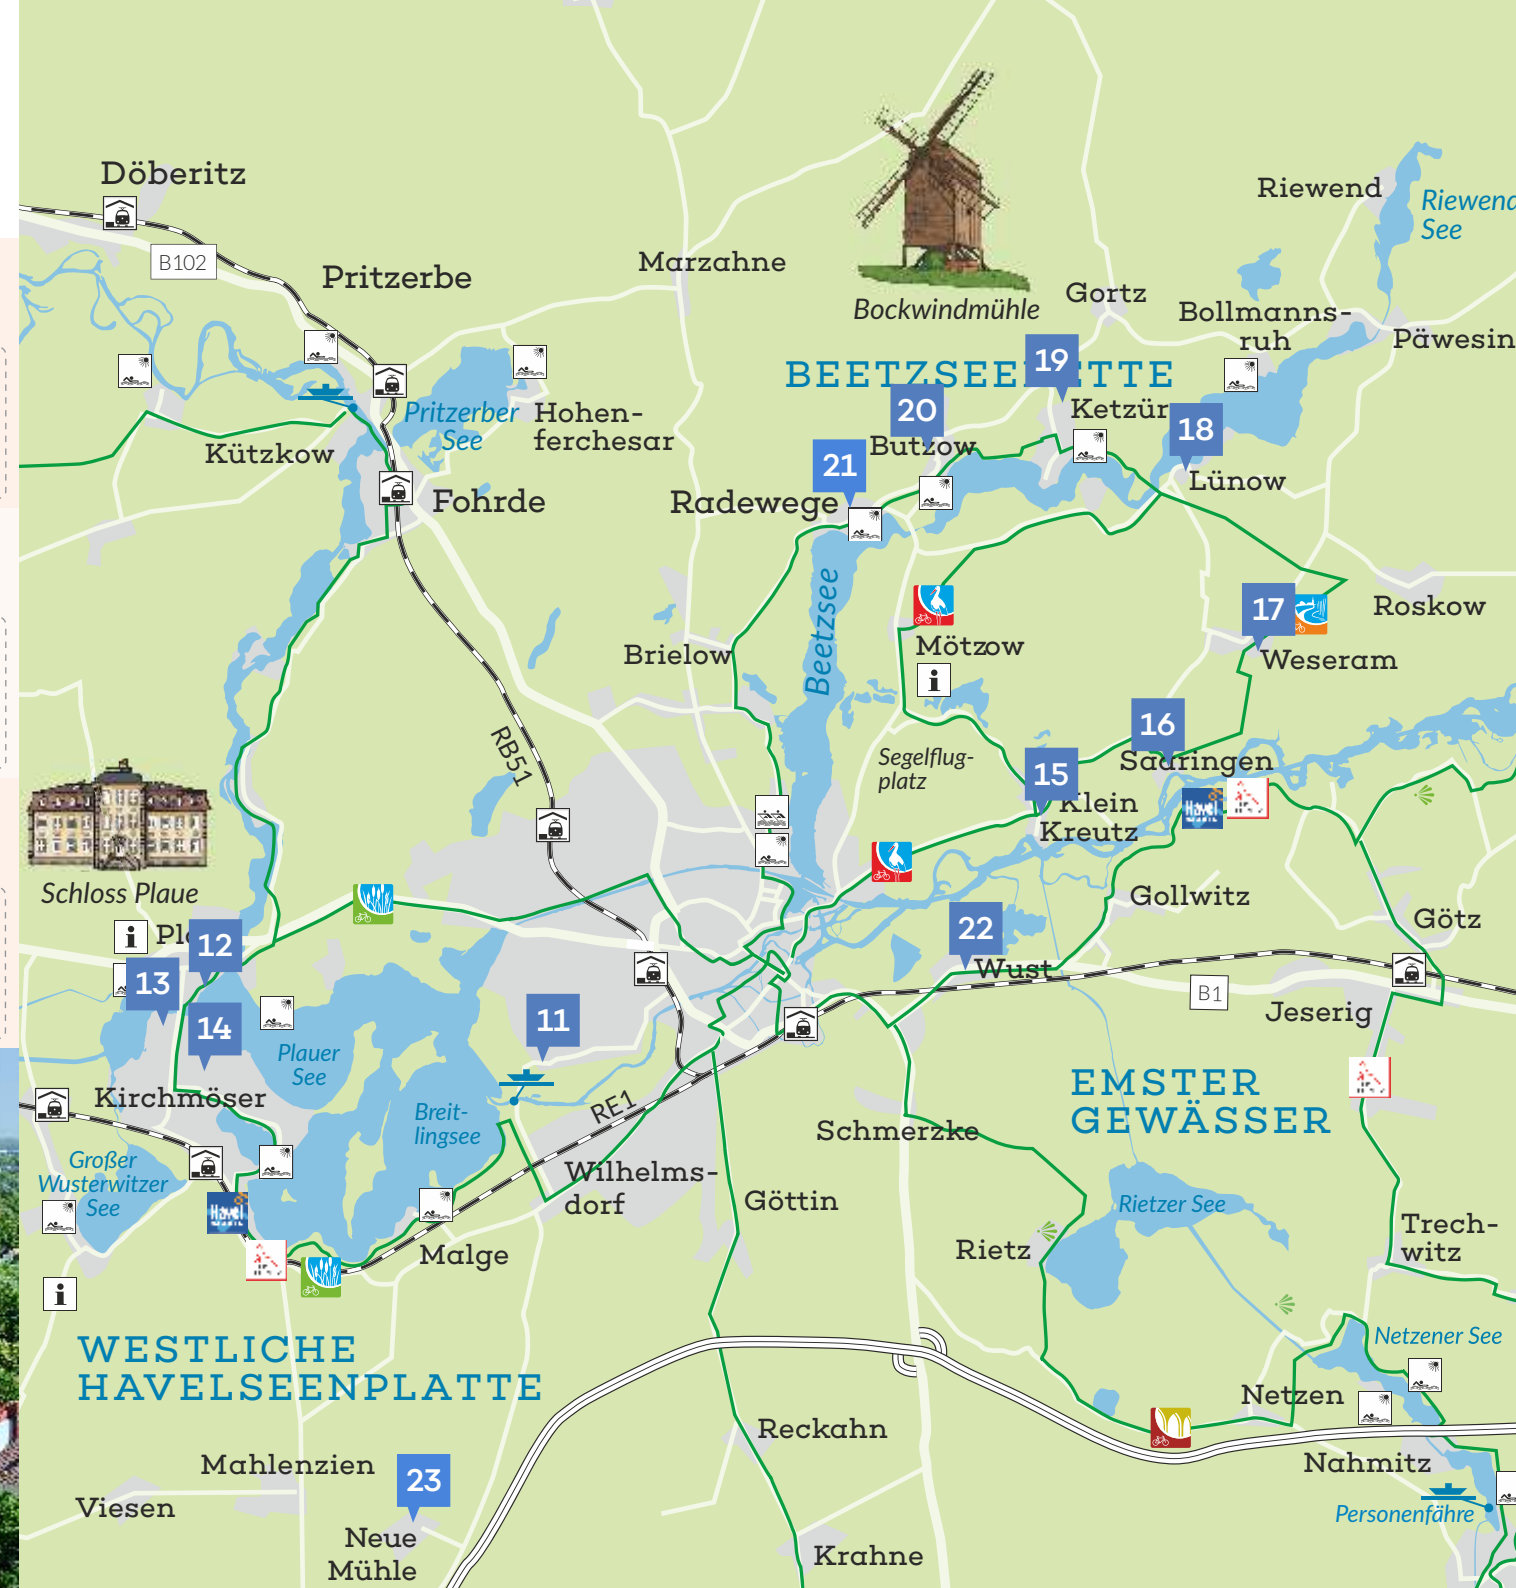 Döberitz
B102
Pritzerbe
Marzahne
Bockwindmühle
Riewend
Riewend
See
Gortz
Bollmanns-
ruh
Päwesin
BEETZSEE
ETTE
19
Ketzür
20
Butzow
18
Lünow
21
Radewege
Pritzerber
See
Hohen-
ferchesar
Kützkow
Fohrde
Beetzsee
Mötzow
i
17
Weseram
Roskow
Brielow
RB51
Segelflug-
platz
16
Saaringen
15
Klein
Kreutz
Havel
Schloss Plaue
i
12
13
14
Gollwitz
Götz
22
Wust
B1
Jeserig
11
Plauer
See
Kirchmöser
Breit-
lingsee
RE1
EMSTER
GEWÄSSER
Schmerzke
Großer
Wusterwitzer
See
Havel
Wilhelms-
dorf
Göttin
Rietzer See
Rietz
Trech-
witz
Malge
i
WESTLICHE
HAVELSEENPLATTE
Netzener See
Netzen
Reckahn
Nahmitz
Personenfähre
Mahlenzien
Viesen
23
Neue
Mühle
Krahne